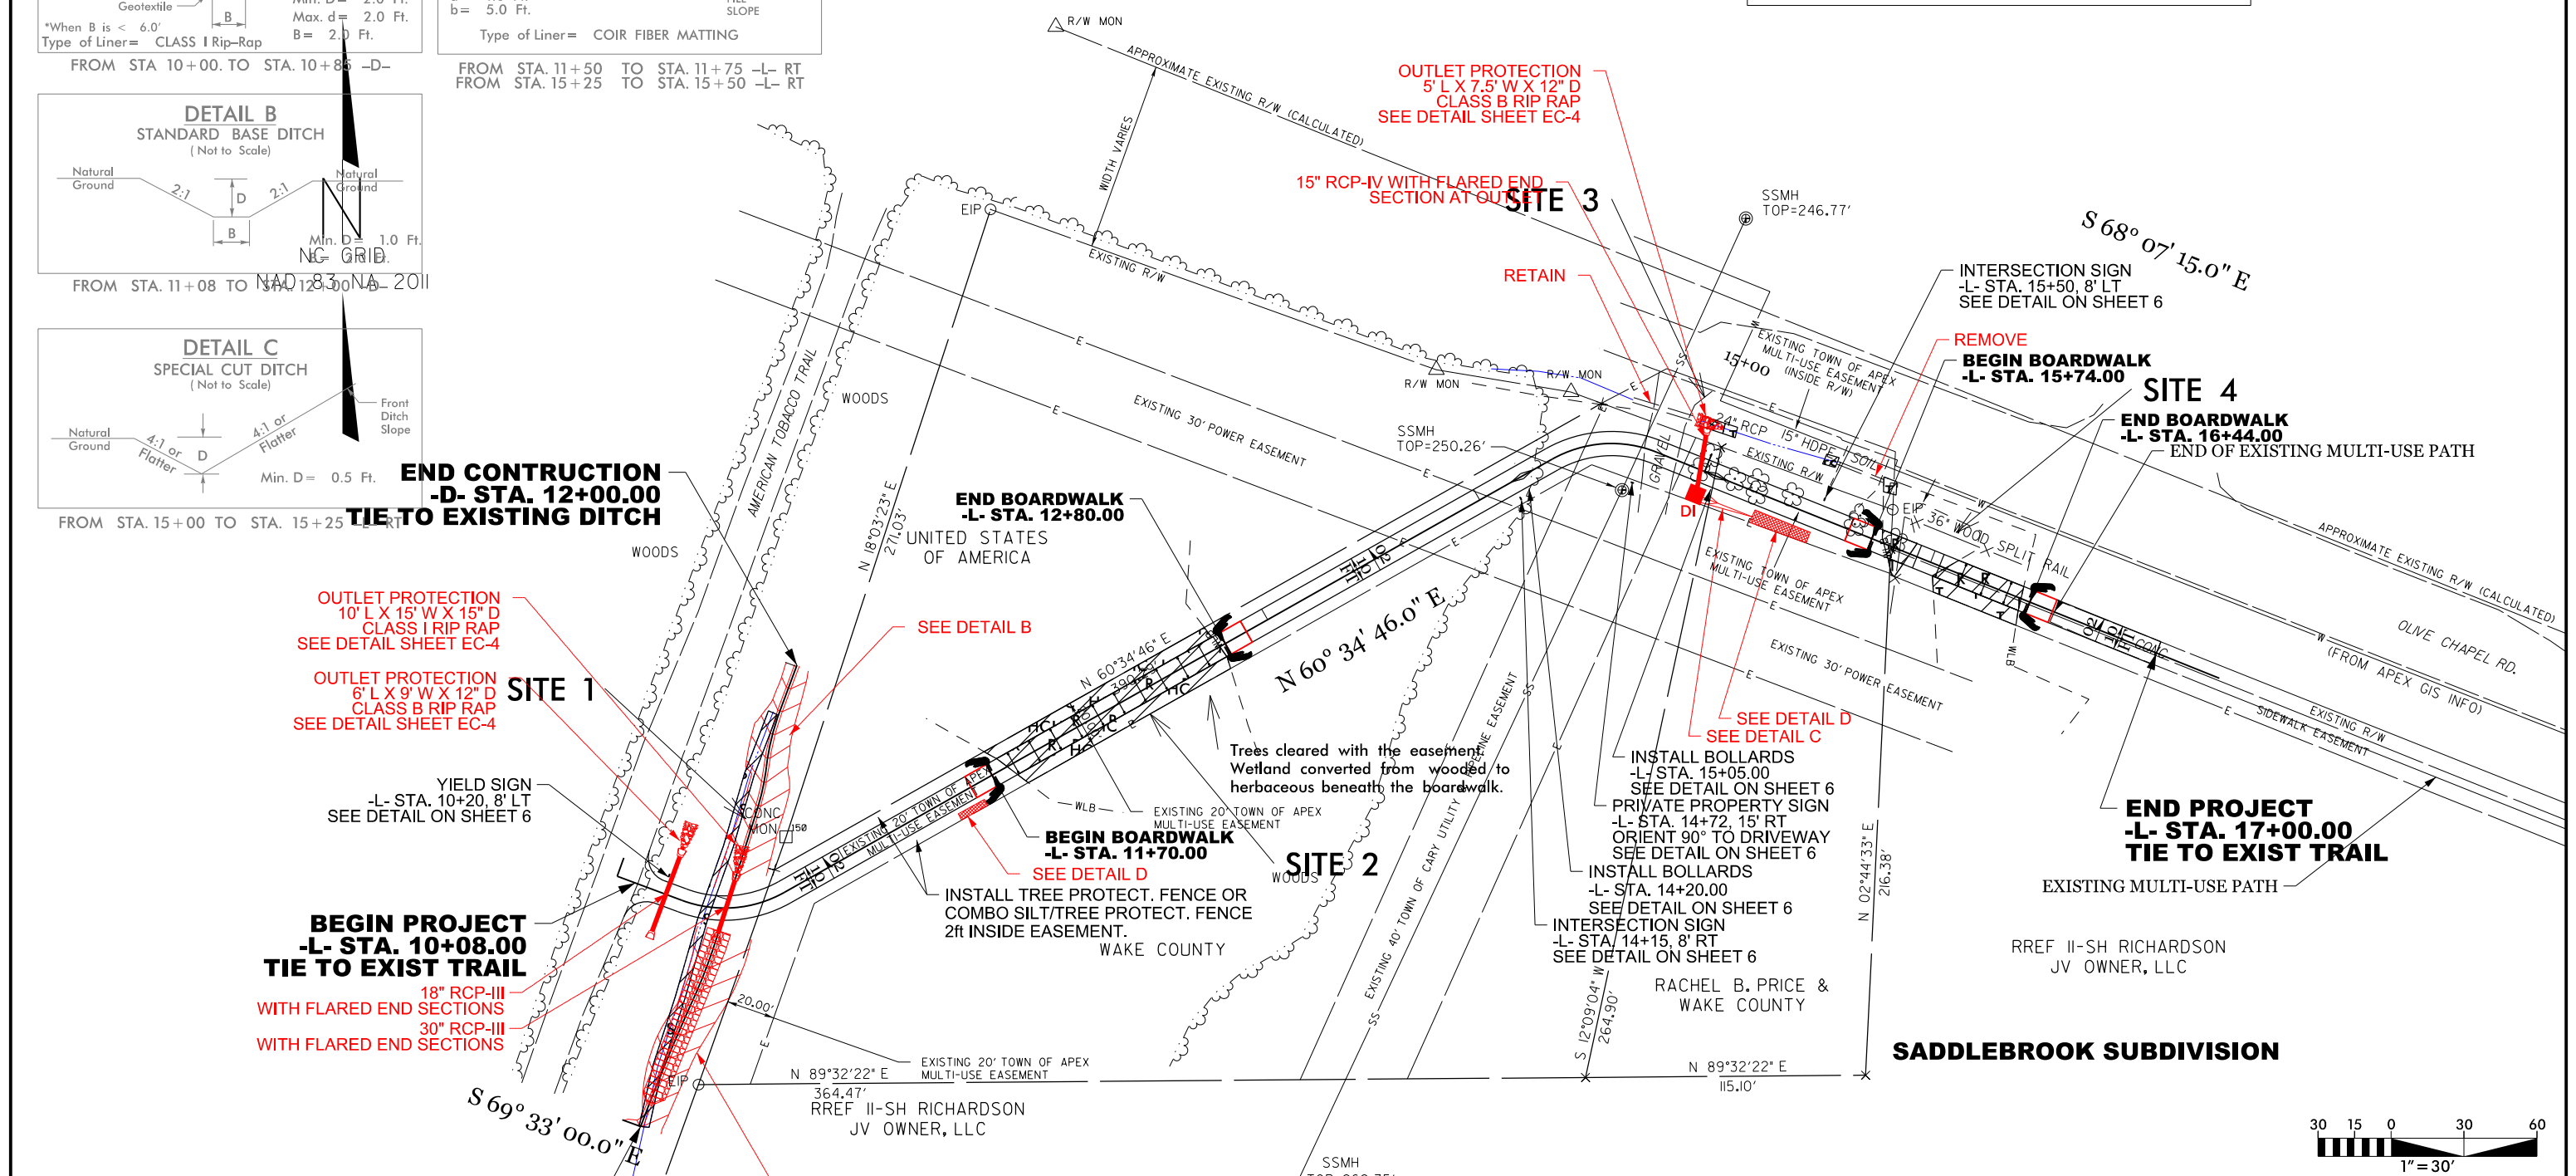 Geotextile
B
*When B is < 6.0'
Max. d= 2.0 Ft.
Type of Liner= CLASS I Rip-Rap
B= 2.0 Ft.
FROM STA 10+00. TO STA. 10+85 -D-
b= 5.0 Ft.
SLOPE
Type of Liner= COIR FIBER MATTING
FROM STA. 11+50 TO STA. 11+75 -L- RT
FROM STA. 15+25 TO STA. 15+50 -L- RT
DETAIL B
STANDARD BASE DITCH
( Not to Scale)
Natural
Ground
2:1
D
2:1
Natural
Ground
B
Min. D= 1.0 Ft.
FROM STA. 11+08 TO STA. 12+00 -D-
N
NC GRID
NAD 83 NA 2011
DETAIL C
SPECIAL CUT DITCH
( Not to Scale)
Natural
Ground
4:1 or
Flatter
D
4:1 or
Flatter
Front
Ditch
Slope
Min. D= 0.5 Ft.
FROM STA. 15+00 TO STA. 15+25 -L- RT
END CONTRUCTION
-D- STA. 12+00.00
TIE TO EXISTING DITCH
WOODS
OUTLET PROTECTION
10' L X 15' W X 15" D
CLASS I RIP RAP
SEE DETAIL SHEET EC-4
OUTLET PROTECTION
6' L X 9' W X 12" D
CLASS B RIP RAP
SEE DETAIL SHEET EC-4
SITE 1
YIELD SIGN
-L- STA. 10+20, 8' LT
SEE DETAIL ON SHEET 6
BEGIN PROJECT
-L- STA. 10+08.00
TIE TO EXIST TRAIL
18" RCP-III
WITH FLARED END SECTIONS
30" RCP-III
WITH FLARED END SECTIONS
S 69° 33' 00.0" E
AMERICAN TOBACCO TRAIL
WOODS
N 18°03'23" E
271.03'
EIP
R/W MON
APPROXIMATE EXISTING R/W (CALCULATED)
WIDTH VARIES
EXISTING R/W
EXISTING 30' POWER EASEMENT
END BOARDWALK
-L- STA. 12+80.00
UNITED STATES
OF AMERICA
SEE DETAIL B
N 60°34'46" E
N 60° 34' 46.0" E
CONC
MON
EXISTING 20' TOWN OF APEX
MULTI-USE EASEMENT
WLB
EXISTING 20' TOWN OF APEX
MULTI-USE EASEMENT
Trees cleared with the easement.
Wetland converted from wooded to
herbaceous beneath the boardwalk.
BEGIN BOARDWALK
-L- STA. 11+70.00
SEE DETAIL D
SITE 2
WOODS
INSTALL TREE PROTECT. FENCE OR
COMBO SILT/TREE PROTECT. FENCE
2ft INSIDE EASEMENT.
WAKE COUNTY
20.00'
EXISTING 20' TOWN OF APEX
MULTI-USE EASEMENT
EIP
N 89°32'22" E
364.47'
RREF II-SH RICHARDSON
JV OWNER, LLC
SSMH
OUTLET PROTECTION
5' L X 7.5' W X 12" D
CLASS B RIP RAP
SEE DETAIL SHEET EC-4
15" RCP-IV WITH FLARED END
SECTION AT OUTLET
SITE 3
RETAIN
SSMH
TOP=246.77'
S 68° 07' 15.0" E
INTERSECTION SIGN
-L- STA. 15+50, 8' LT
SEE DETAIL ON SHEET 6
REMOVE
BEGIN BOARDWALK
-L- STA. 15+74.00
SITE 4
END BOARDWALK
-L- STA. 16+44.00
END OF EXISTING MULTI-USE PATH
R/W MON
R/W MON
15+00
EXISTING TOWN OF APEX
MULTI-USE EASEMENT
(INSIDE R/W)
SSMH
TOP=250.26'
GRAVEL
24" RCP
15" HDPE
SOIL
EXISTING R/W
DI
EIP
36" WOOD SPLIT RAIL
EXISTING TOWN OF APEX
MULTI-USE EASEMENT
EXISTING 30' POWER EASEMENT
WLB
CONC
APPROXIMATE EXISTING R/W (CALCULATED)
OLIVE CHAPEL RD.
(FROM APEX GIS INFO)
EXISTING R/W
SIDEWALK EASEMENT
SEE DETAIL D
SEE DETAIL C
INSTALL BOLLARDS
-L- STA. 15+05.00
SEE DETAIL ON SHEET 6
PRIVATE PROPERTY SIGN
-L- STA. 14+72, 15' RT
ORIENT 90° TO DRIVEWAY
SEE DETAIL ON SHEET 6
INSTALL BOLLARDS
-L- STA. 14+20.00
SEE DETAIL ON SHEET 6
INTERSECTION SIGN
-L- STA. 14+15, 8' RT
SEE DETAIL ON SHEET 6
EXISTING 40' TOWN OF CARY UTILITY & PIPELINE EASEMENT
RACHEL B. PRICE &
WAKE COUNTY
S 12°09'04" W
264.90'
N 02°44'33" E
216.38'
N 89°32'22" E
115.10'
END PROJECT
-L- STA. 17+00.00
TIE TO EXIST TRAIL
EXISTING MULTI-USE PATH
RREF II-SH RICHARDSON
JV OWNER, LLC
SADDLEBROOK SUBDIVISION
30 15 0 30 60
1"=30'